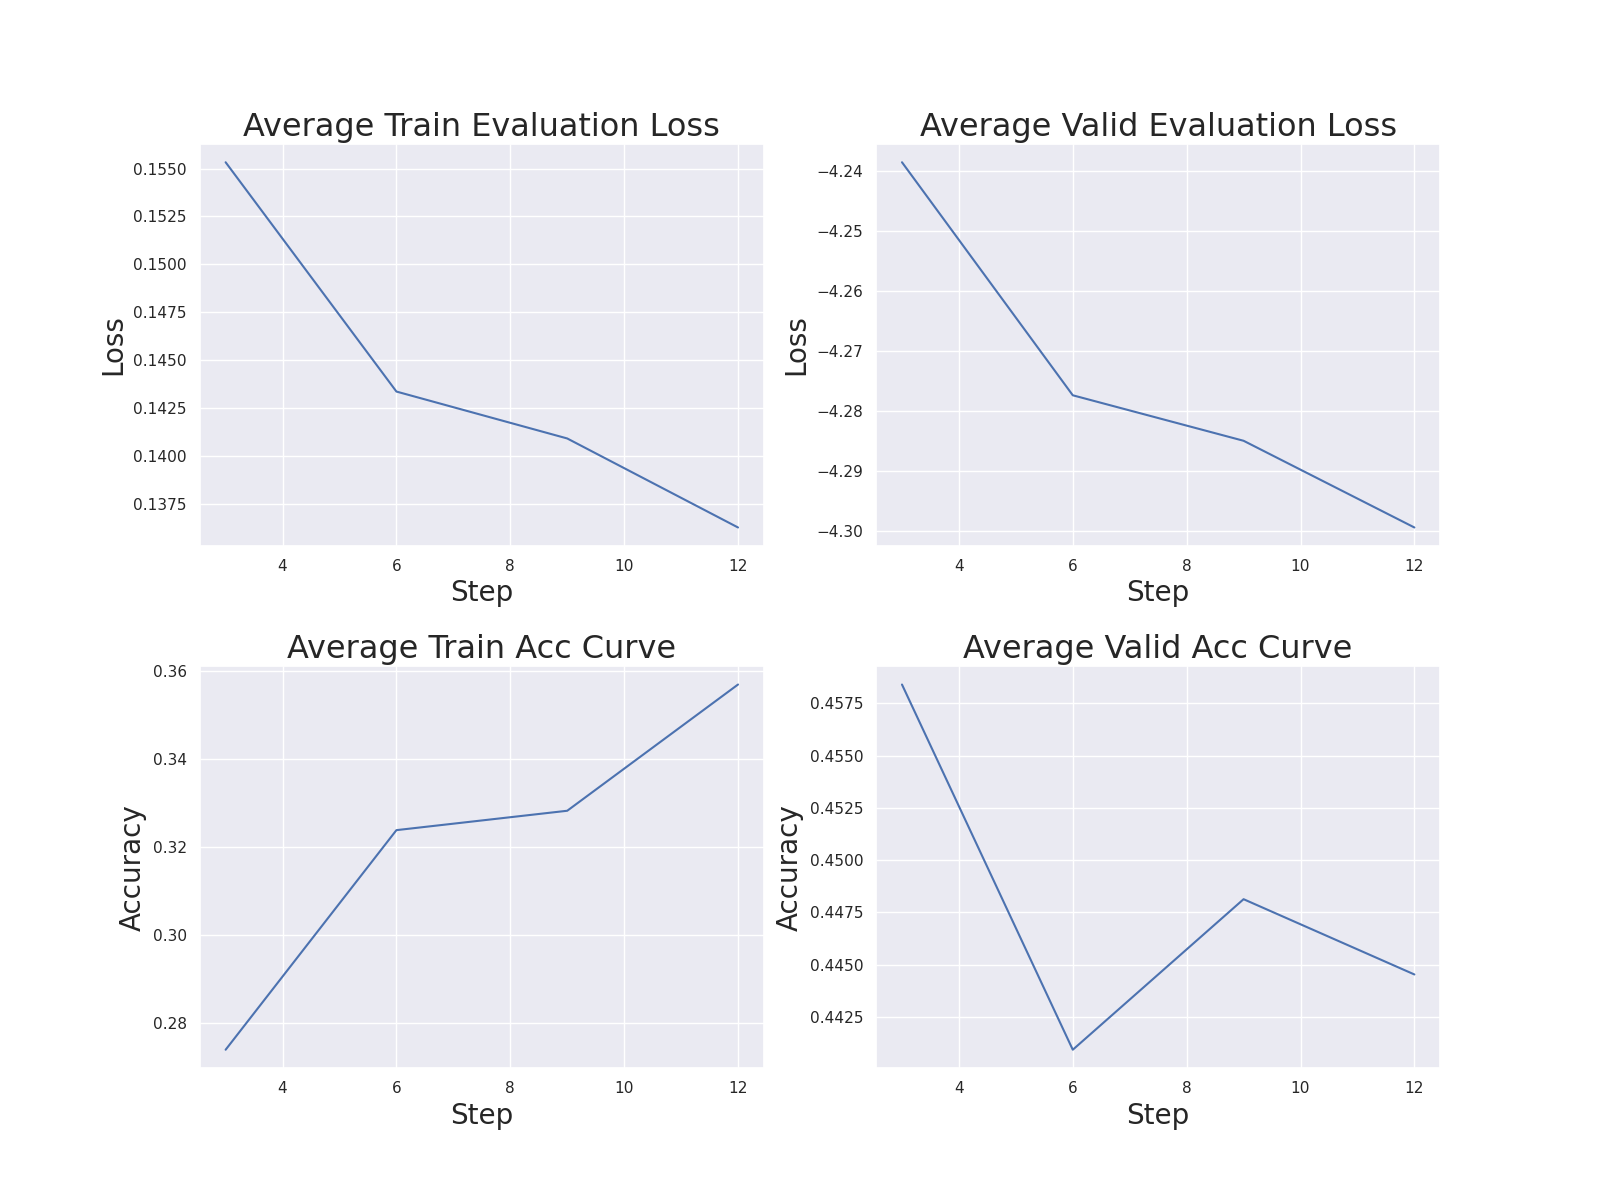 Average Train Evaluation Loss
0.1550
0.1525
0.1500
0.1475
0.1450
0.1425
0.1400
0.1375
Loss
4 6 8 10 12
Step
Average Valid Evaluation Loss
−4.24
−4.25
−4.26
−4.27
−4.28
−4.29
−4.30
Loss
4 6 8 10 12
Step
Average Train Acc Curve
0.36
0.34
0.32
0.30
0.28
Accuracy
4 6 8 10 12
Step
Average Valid Acc Curve
0.4575
0.4550
0.4525
0.4500
0.4475
0.4450
0.4425
Accuracy
4 6 8 10 12
Step